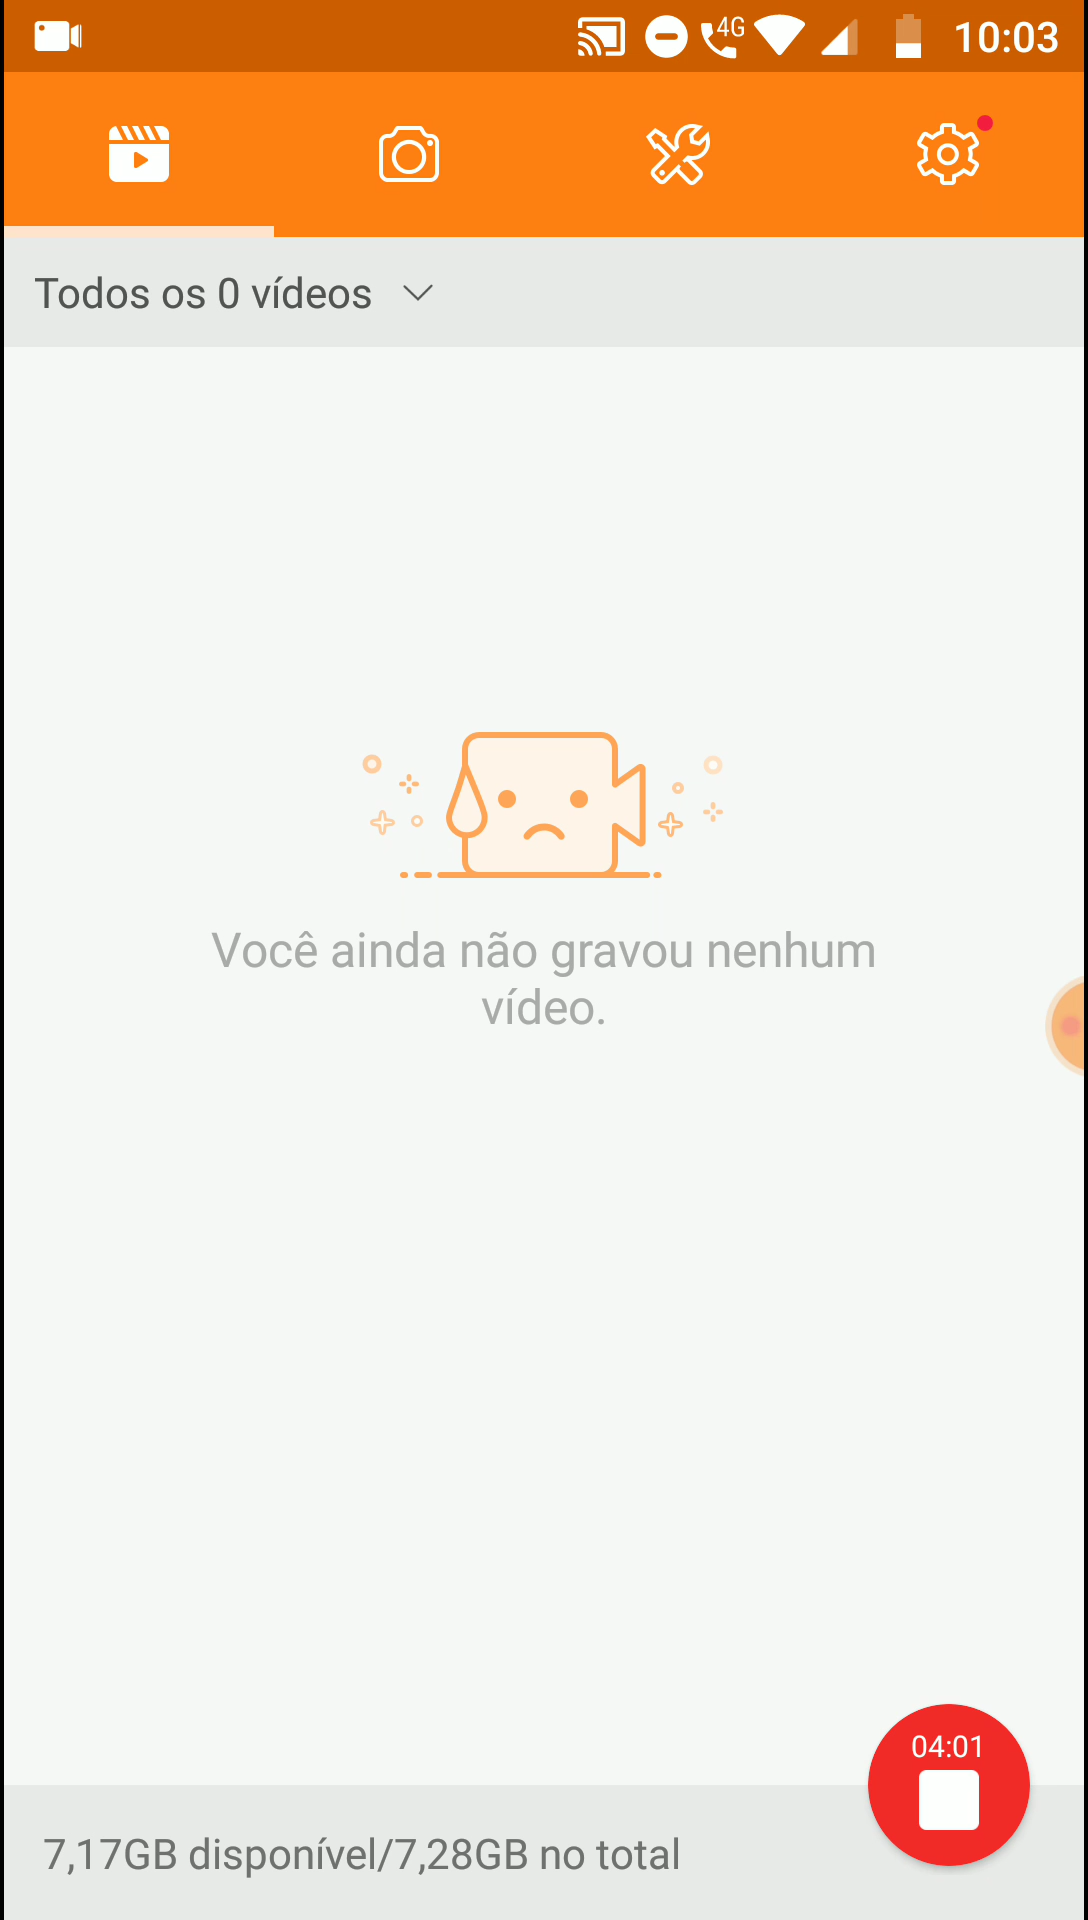 4G
10:03
Todos os 0 vídeos
Você ainda não gravou nenhum
vídeo.
04:01
7,17GB disponível/7,28GB no total